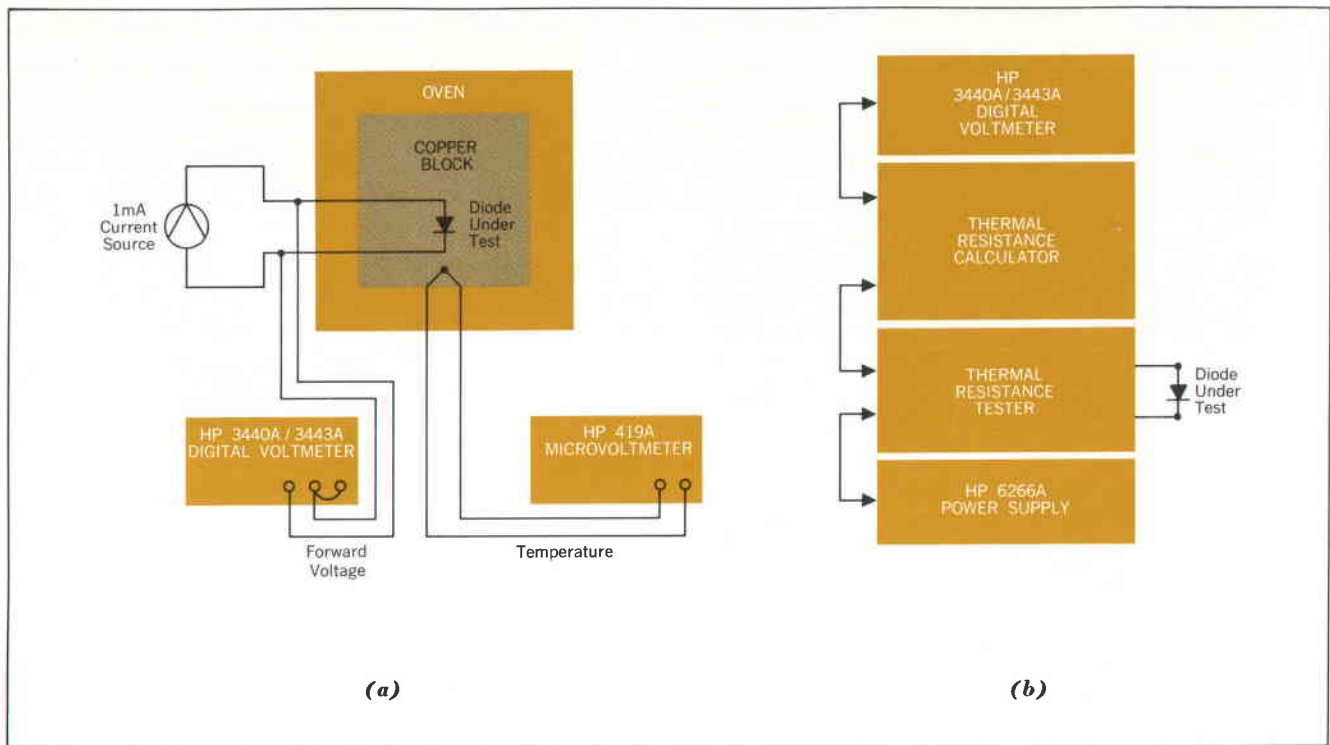 OVEN
COPPER
BLOCK
Diode
Under
Test
1mA
Current
Source
HP 3440A / 3443A
DIGITAL VOLTMETER
HP 419A
MICROVOLTMETER
Forward
Voltage
Temperature
(a)
HP
3440A / 3443A
DIGITAL
VOLTMETER
THERMAL
RESISTANCE
CALCULATOR
THERMAL
RESISTANCE
TESTER
Diode
Under
Test
HP 6266A
POWER SUPPLY
(b)